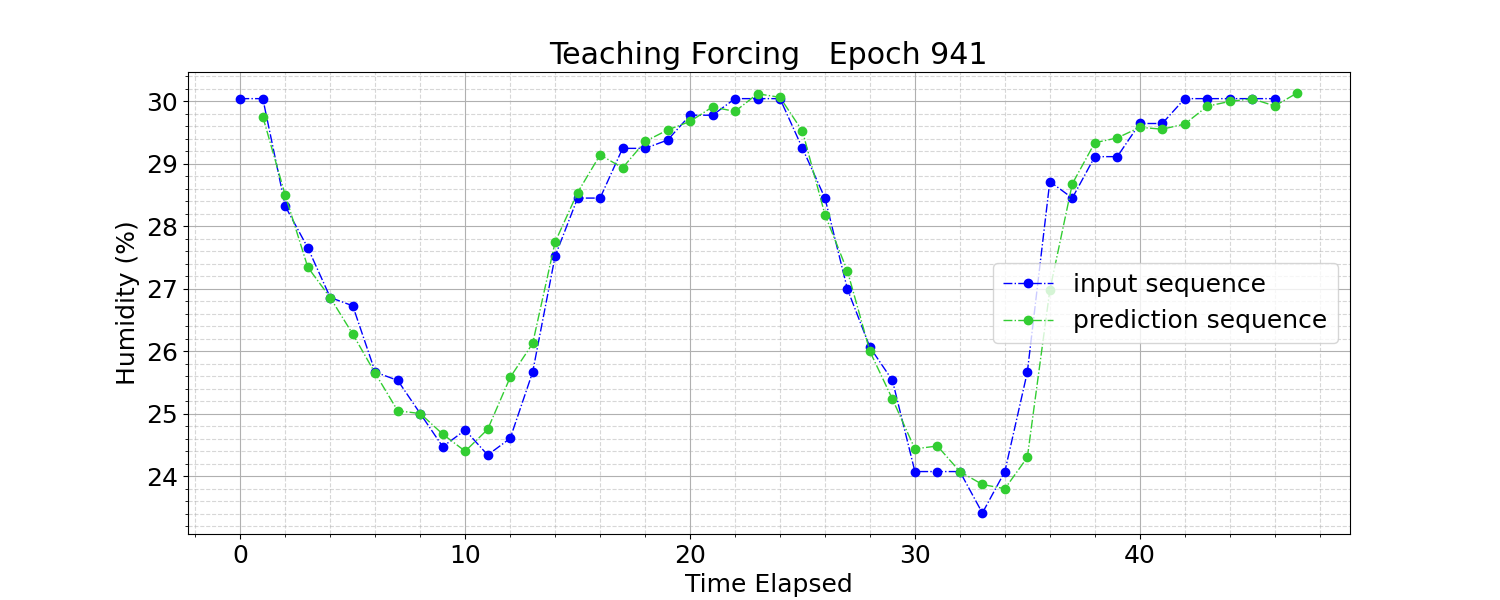 Teaching Forcing   Epoch 941
Humidity (%)
30
29
28
27
26
25
24
input sequence
prediction sequence
0 10 20 30 40
Time Elapsed